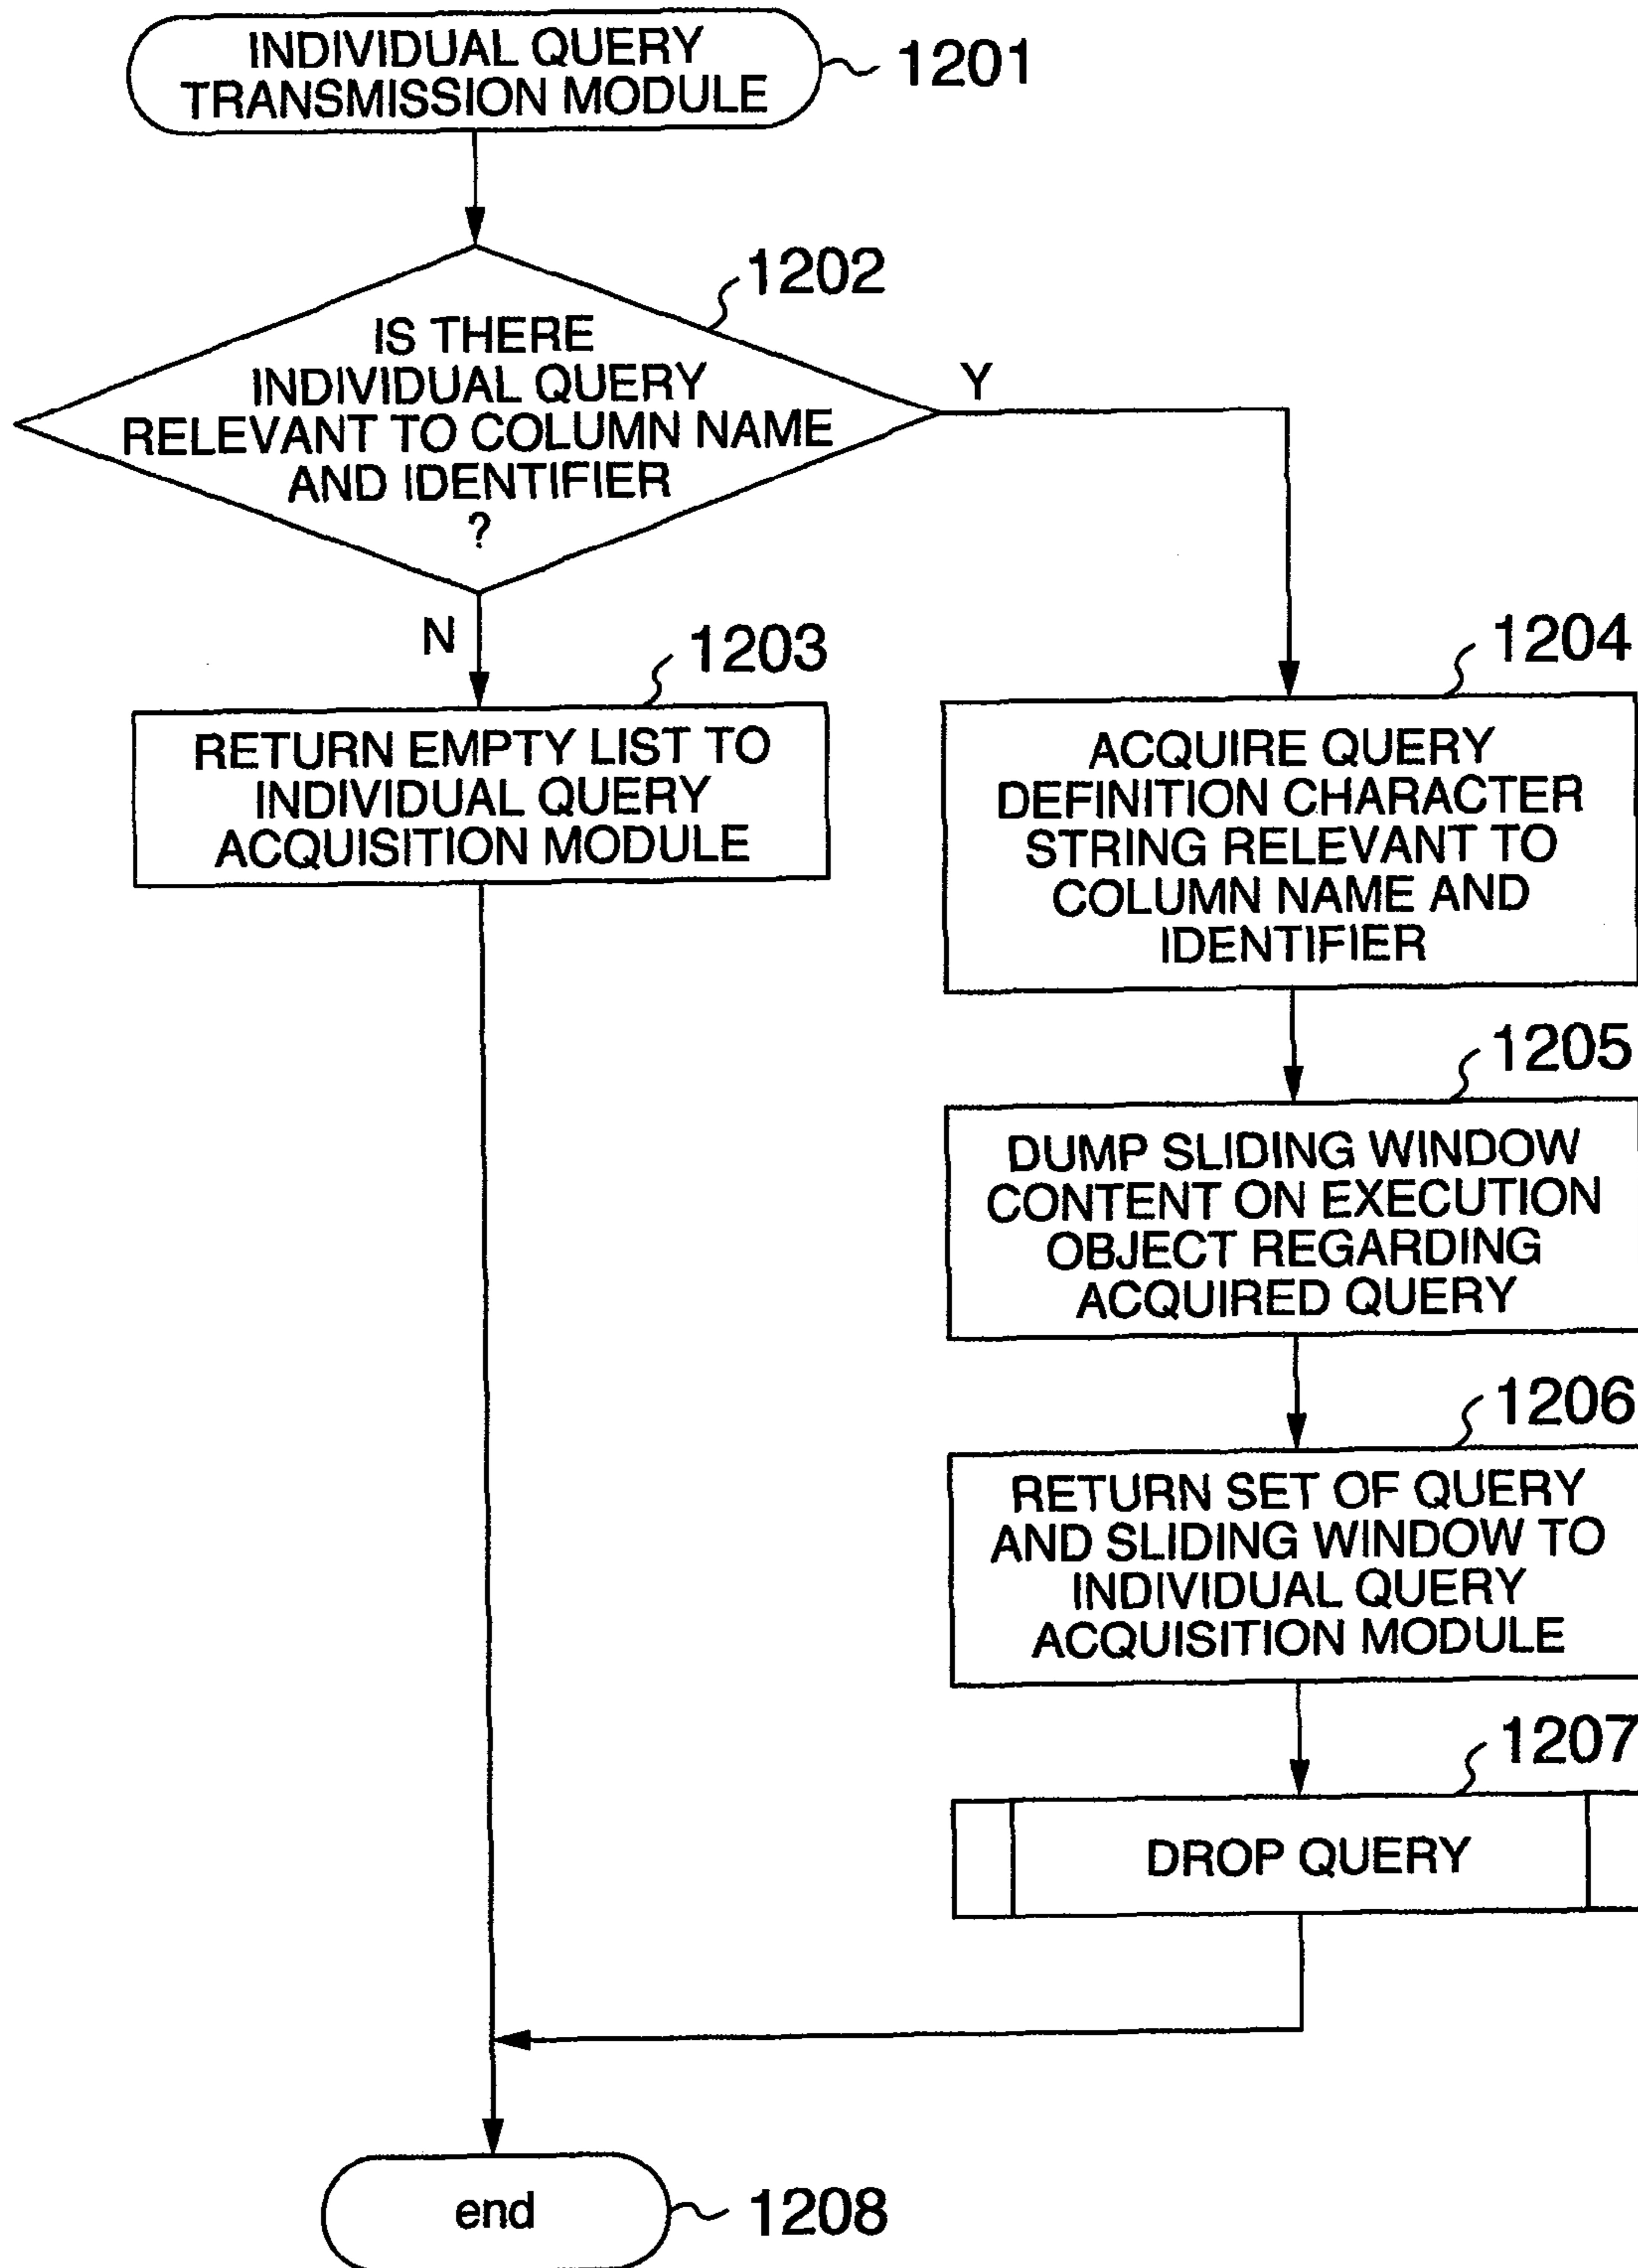 INDIVIDUAL QUERY
TRANSMISSION MODULE
1201
1202
IS THERE
INDIVIDUAL QUERY
RELEVANT TO COLUMN NAME
AND IDENTIFIER
?
Y
N
1203
RETURN EMPTY LIST TO
INDIVIDUAL QUERY
ACQUISITION MODULE
1204
ACQUIRE QUERY
DEFINITION CHARACTER
STRING RELEVANT TO
COLUMN NAME AND
IDENTIFIER
1205
DUMP SLIDING WINDOW
CONTENT ON EXECUTION
OBJECT REGARDING
ACQUIRED QUERY
1206
RETURN SET OF QUERY
AND SLIDING WINDOW TO
INDIVIDUAL QUERY
ACQUISITION MODULE
1207
DROP QUERY
end
1208